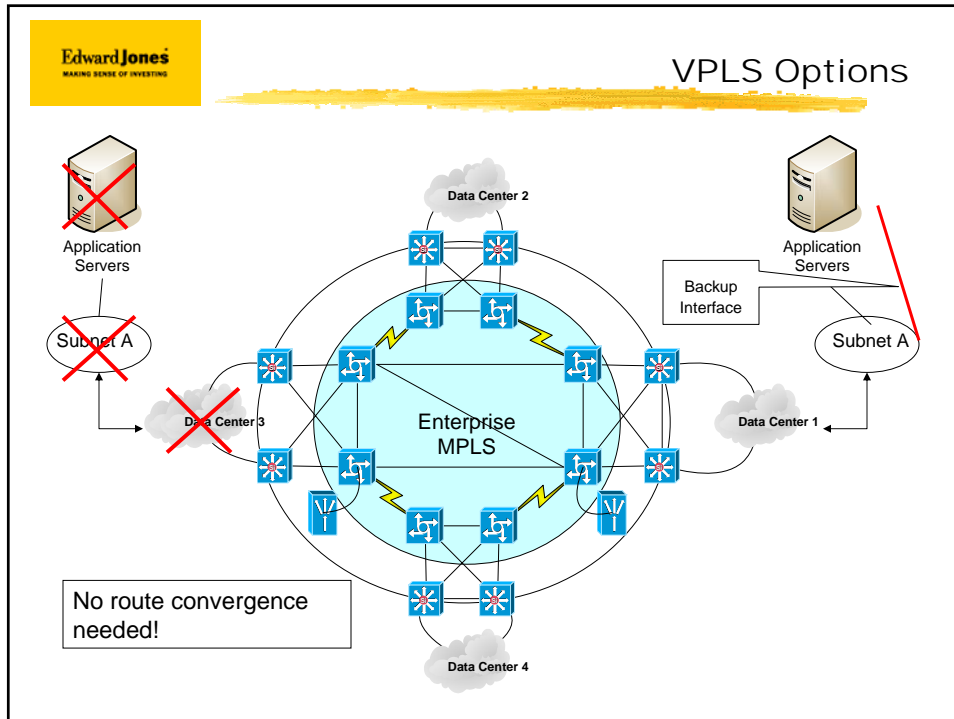 Edward Jones
MAKING SENSE OF INVESTING
VPLS Options
Data Center 2
Application
Servers
Application
Servers
Backup
Interface
Subnet A
Subnet A
Data Center 3
Enterprise
MPLS
Data Center 1
No route convergence
needed!
Data Center 4